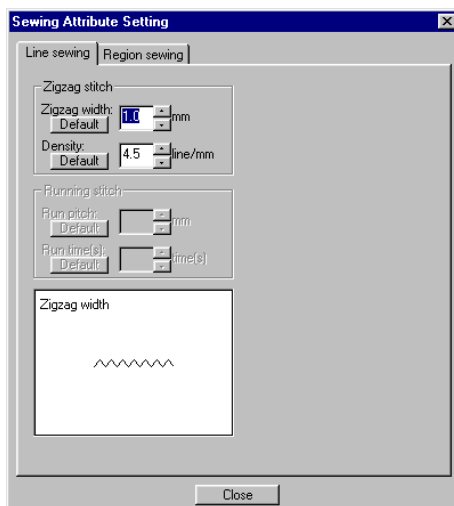 Sewing Attribute Setting
Line sewing Region sewing
Zigzag stitch
Zigzag width:
Default 1.0 mm
Density:
Default 4.5 line/mm
Running stitch
Run pitch:
Default mm
Run time(s):
Default time(s)
Zigzag width
Close